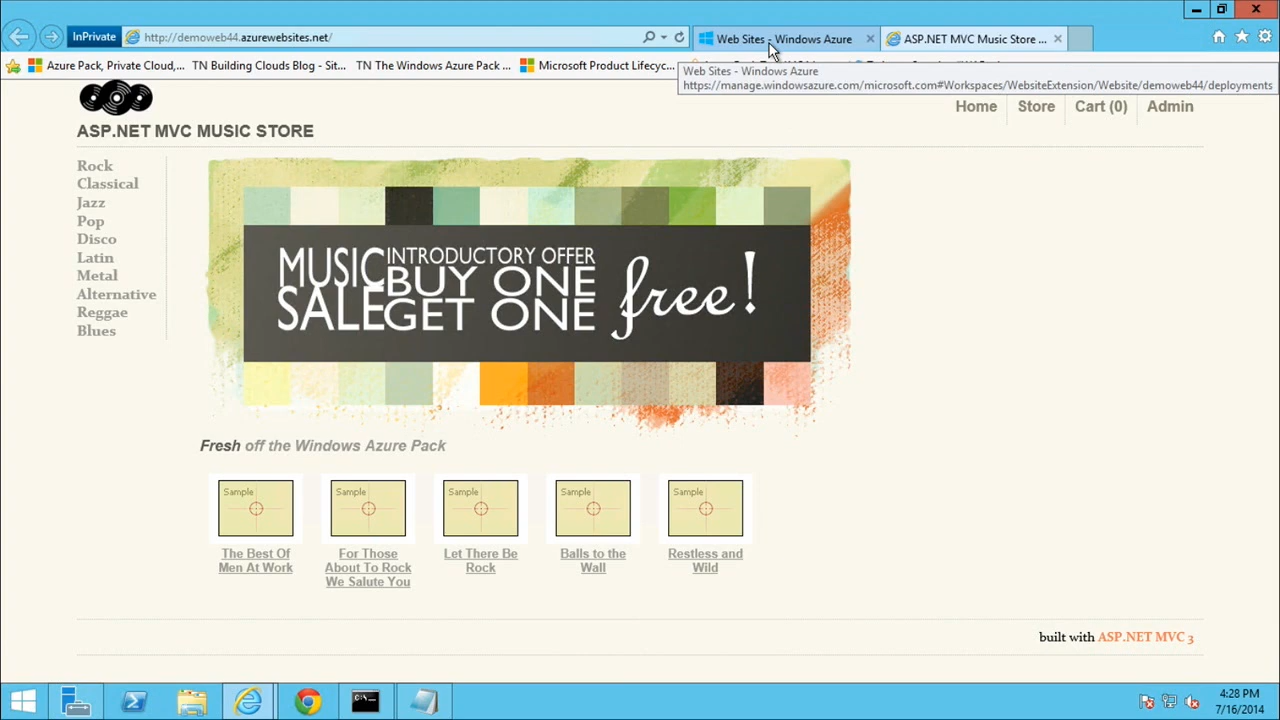 InPrivate
http://demoweb44.azurewebsites.net/
Web Sites - Windows Azure
ASP.NET MVC Music Store ...
Azure Pack, Private Cloud,...
TN Building Clouds Blog - Sit...
TN The Windows Azure Pack ...
Microsoft Product Lifecyc...
Web Sites - Windows Azure
https://manage.windowsazure.com/microsoft.com#Workspaces/WebsiteExtension/Website/demoweb44/deployments
Home
Store
Cart (0)
Admin
ASP.NET MVC MUSIC STORE
Rock
Classical
Jazz
Pop
Disco
Latin
Metal
Alternative
Reggae
Blues
MUSIC SALE
INTRODUCTORY OFFER
BUY ONE
GET ONE
free!
Fresh off the Windows Azure Pack
Sample
Sample
Sample
Sample
Sample
The Best Of
Men At Work
For Those
About To Rock
We Salute You
Let There Be
Rock
Balls to the
Wall
Restless and
Wild
built with ASP.NET MVC 3
4:28 PM
7/16/2014